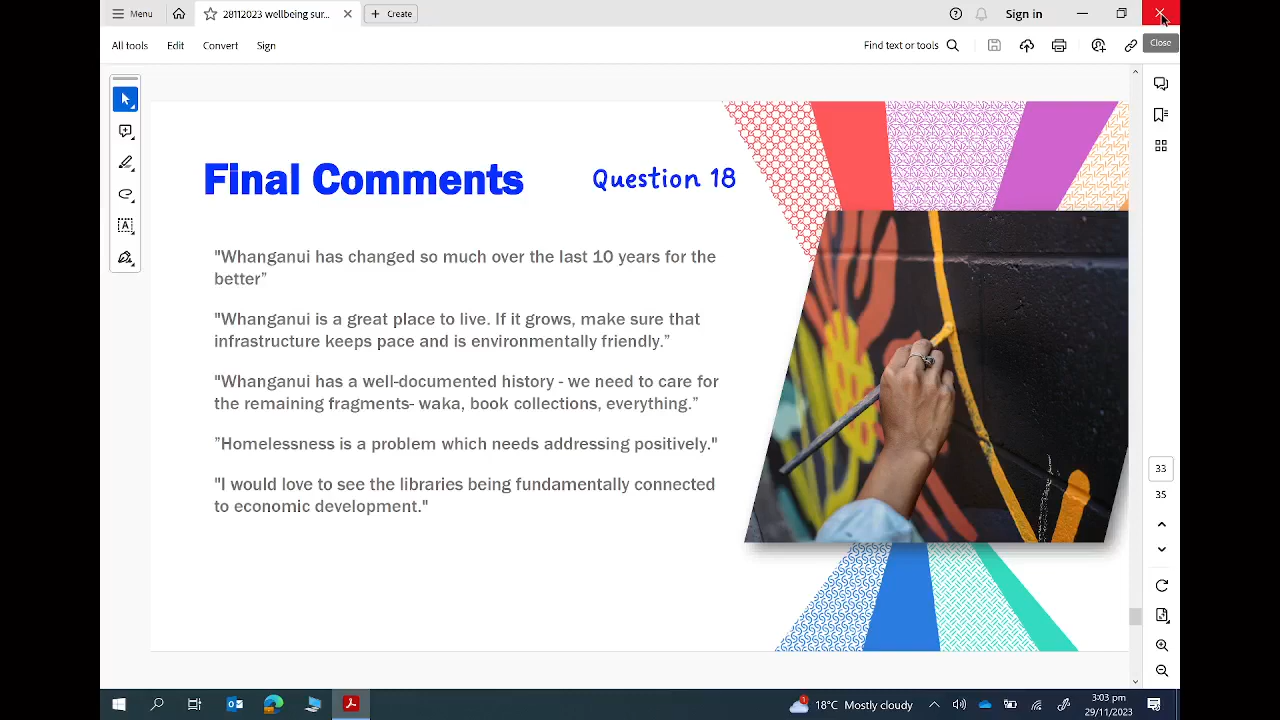 Menu
28112023 wellbeing sur...
Create
Sign in
All tools
Edit
Convert
Sign
Find text or tools
Close
Final Comments
Question 18
"Whanganui has changed so much over the last 10 years for the
better”
"Whanganui is a great place to live. If it grows, make sure that
infrastructure keeps pace and is environmentally friendly.”
"Whanganui has a well-documented history - we need to care for
the remaining fragments- waka, book collections, everything.”
”Homelessness is a problem which needs addressing positively."
"I would love to see the libraries being fundamentally connected
to economic development."
33
35
1
18°C Mostly cloudy
3:03 pm
29/11/2023